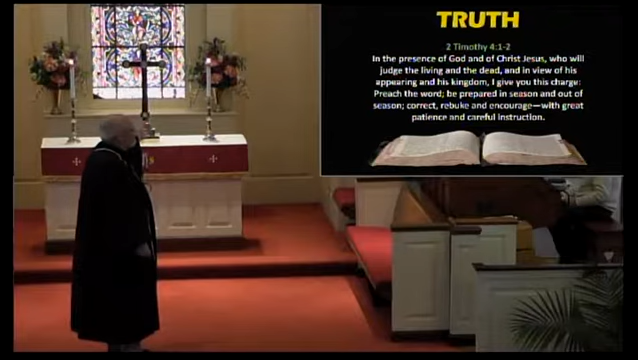 TRUTH
2 Timothy 4:1-2
In the presence of God and of Christ Jesus, who will
judge the living and the dead, and in view of his
appearing and his kingdom, I give you this charge:
Preach the word; be prepared in season and out of
season; correct, rebuke and encourage—with great
patience and careful instruction.